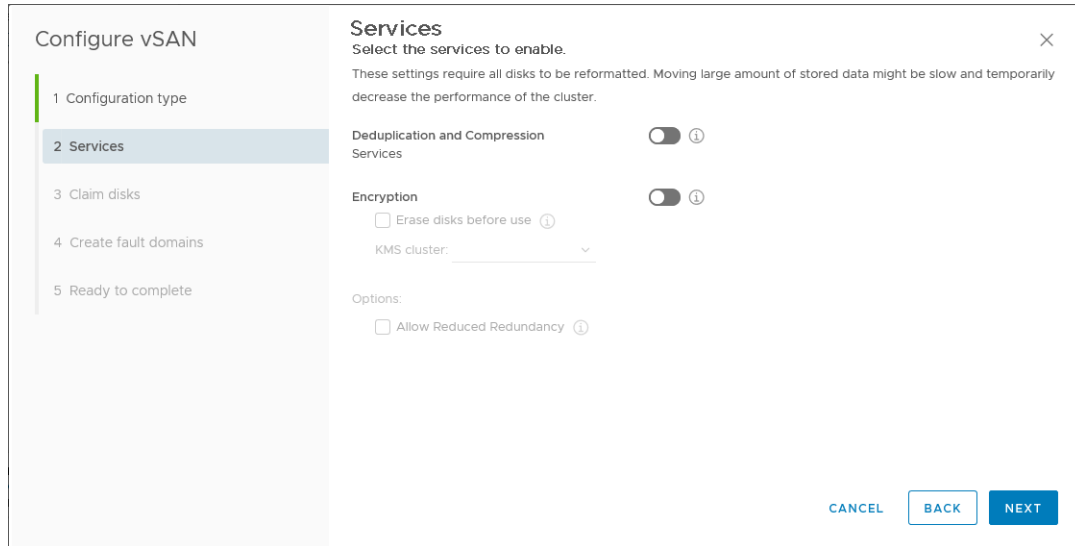 Configure vSAN
1 Configuration type
2 Services
3 Claim disks
4 Create fault domains
5 Ready to complete
Services
Select the services to enable.
These settings require all disks to be reformatted. Moving large amount of stored data might be slow and temporarily
decrease the performance of the cluster.
Deduplication and Compression
Services
Encryption
Erase disks before use
KMS cluster:
Options:
Allow Reduced Redundancy
CANCEL
BACK
NEXT